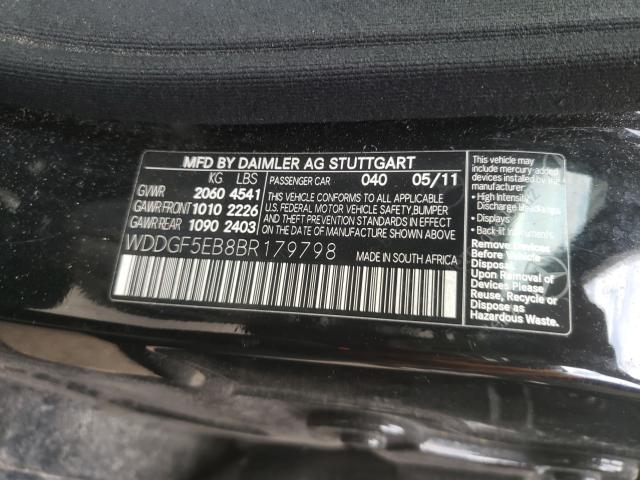 MFD BY DAIMLER AG STUTTGART
KG LBS
GVWR 2060 4541
GAWR FRONT 1010 2226
GAWR REAR 1090 2403
PASSENGER CAR 040 05/11
THIS VEHICLE CONFORMS TO ALL APPLICABLE
U.S. FEDERAL MOTOR VEHICLE SAFETY, BUMPER
AND THEFT PREVENTION STANDARDS IN EFFECT
ON THE DATE OF MANUFACTURE SHOWN ABOVE
WDDGF5EB8BR179798
MADE IN SOUTH AFRICA
This vehicle may
include mercury-added
devices installed by the
manufacturer:
• High Intensity
Discharge Headlamps
• Displays
• Back-lit Instrument
Remove Devices
Before Vehicle
Disposal.
Upon Removal of
Devices Please
Reuse, Recycle or
Dispose as
Hazardous Waste.